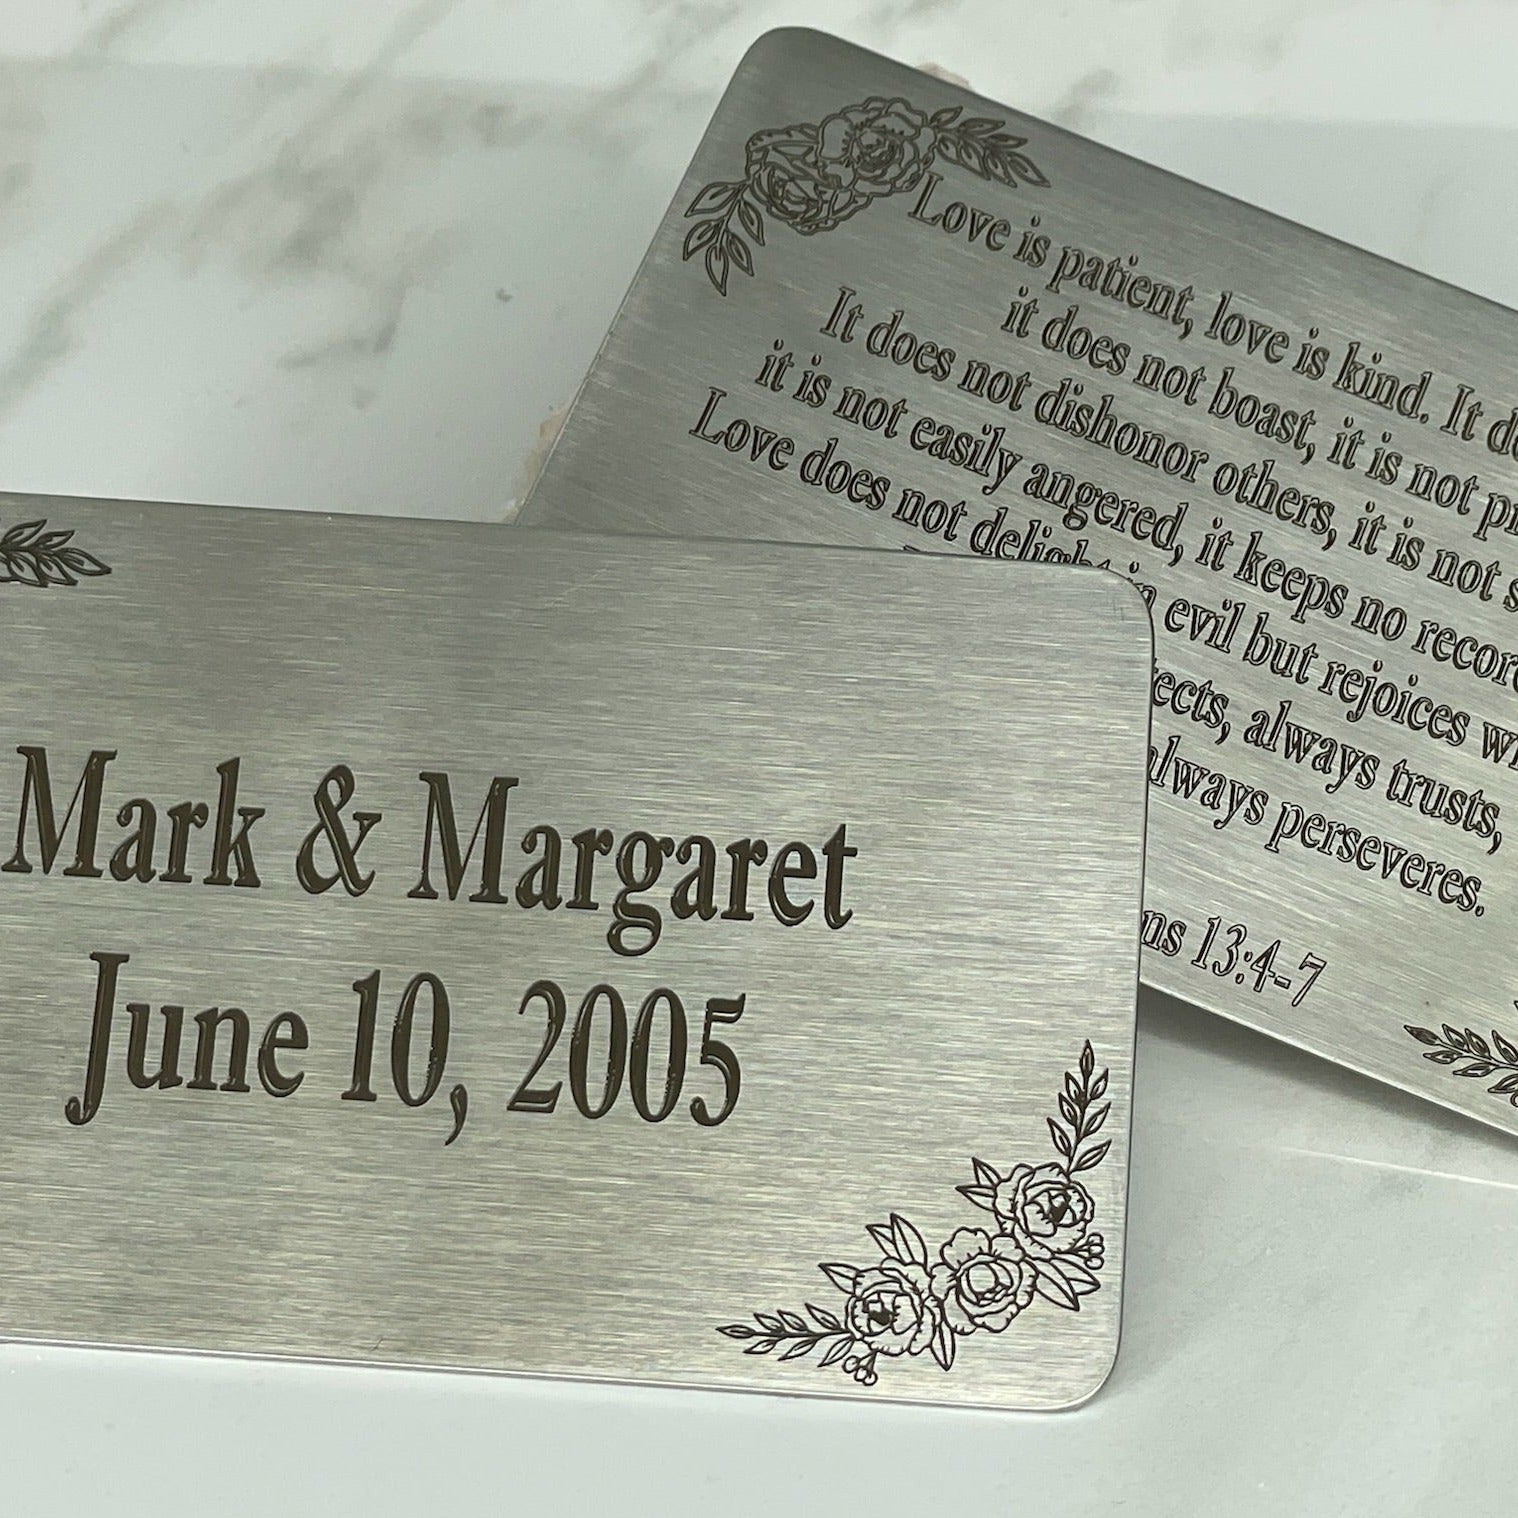 Love is patient, love is kind. It
it does not boast, it is not
It does not dishonor others, it is not
it is not easily angered, it keeps no
Love does not delight in evil but rejoices
always trusts,
always perseveres.
13:4-7
Mark & Margaret
June 10, 2005